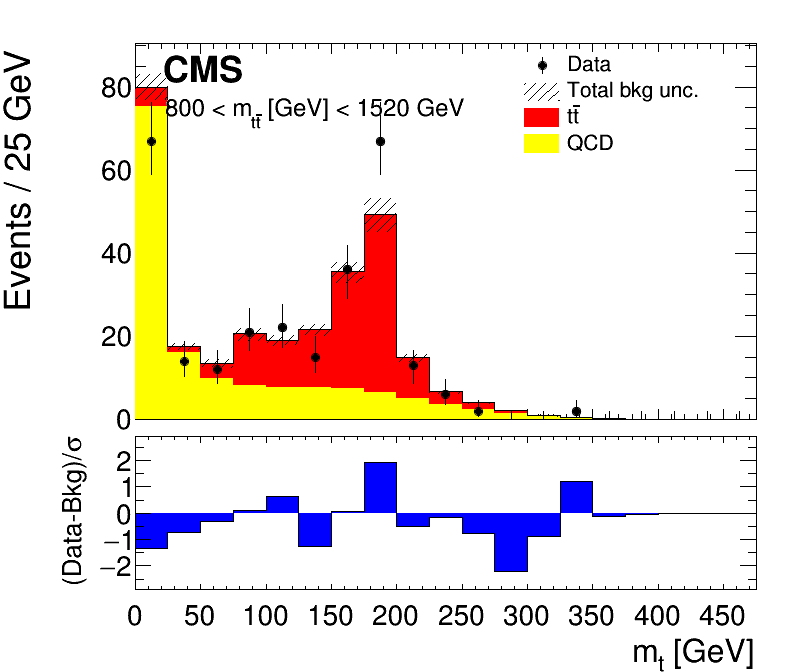 CMS
800 < m_tt̄ [GeV] < 1520 GeV
Data
Total bkg unc.
tt̄
QCD
Events / 25 GeV
80
60
40
20
0
(Data-Bkg)/σ
2
1
0
−1
−2
0 50 100 150 200 250 300 350 400 450
m_t [GeV]